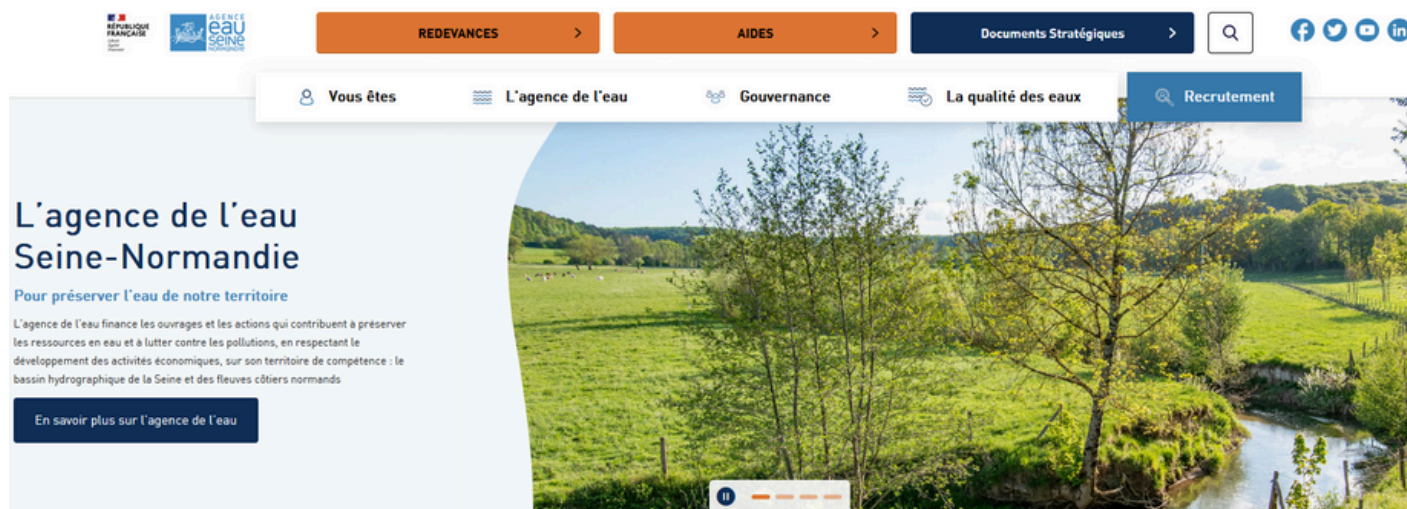 RÉPUBLIQUE
FRANÇAISE
AGENCE
eau
SEINE
NORMANDIE
REDEVANCES
AIDES
Documents Stratégiques
Vous êtes
L'agence de l'eau
Gouvernance
La qualité des eaux
Recrutement
L'agence de l'eau
Seine-Normandie
Pour préserver l'eau de notre territoire
L'agence de l'eau finance les ouvrages et les actions qui contribuent à préserver
les ressources en eau et à lutter contre les pollutions, en respectant le
développement des activités économiques, sur son territoire de compétence : le
bassin hydrographique de la Seine et des fleuves côtiers normands
En savoir plus sur l'agence de l'eau